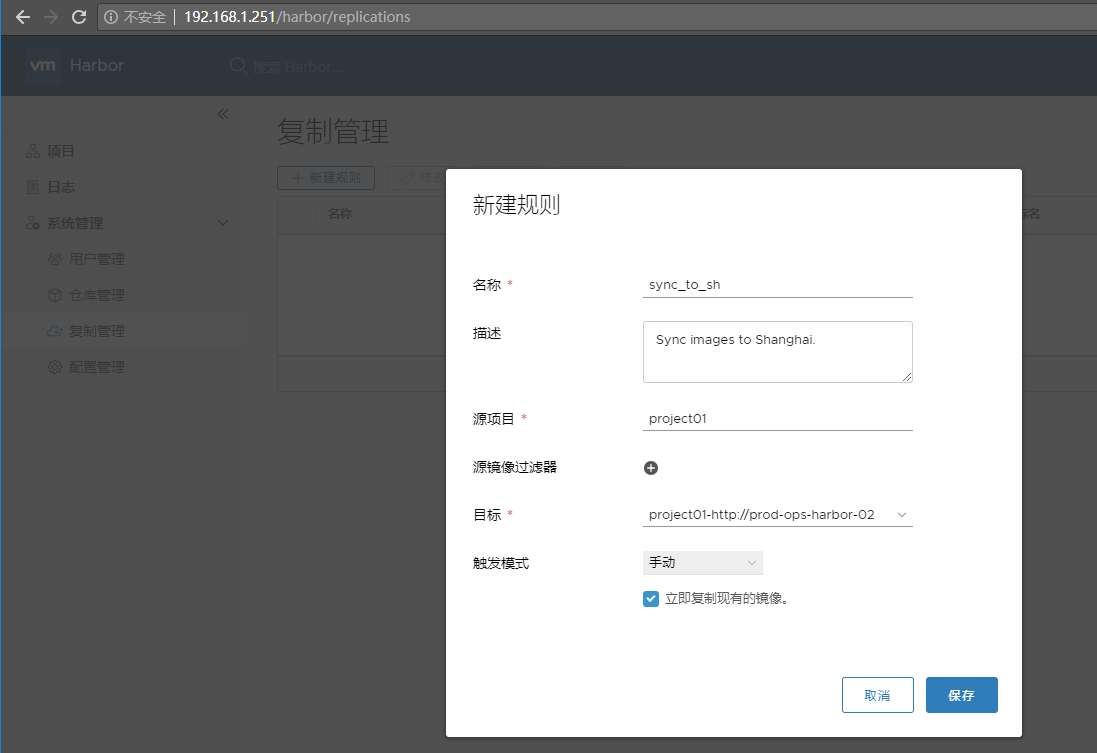 不安全 192.168.1.251/harbor/replications
vm Harbor
搜索 Harbor...
项目
日志
系统管理
用户管理
仓库管理
复制管理
配置管理
复制管理
新建规则
名称
标名
新建规则
名称 * sync_to_sh
描述 Sync images to Shanghai.
源项目 * project01
源镜像过滤器
目标 * project01-http://prod-ops-harbor-02
触发模式 手动
立即复制现有的镜像。
取消 保存